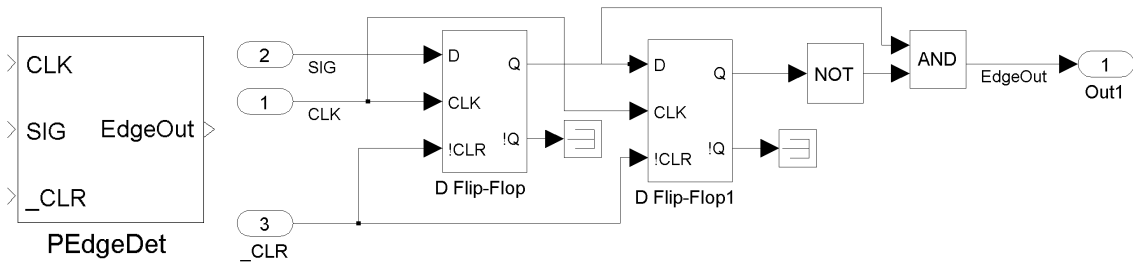 CLK
SIG EdgeOut
_CLR
PEdgeDet
2
SIG
1
CLK
3
_CLR
D Q
CLK
!Q
!CLR
D Flip-Flop
D Q
CLK
!Q
!CLR
D Flip-Flop1
NOT
AND
EdgeOut
1
Out1